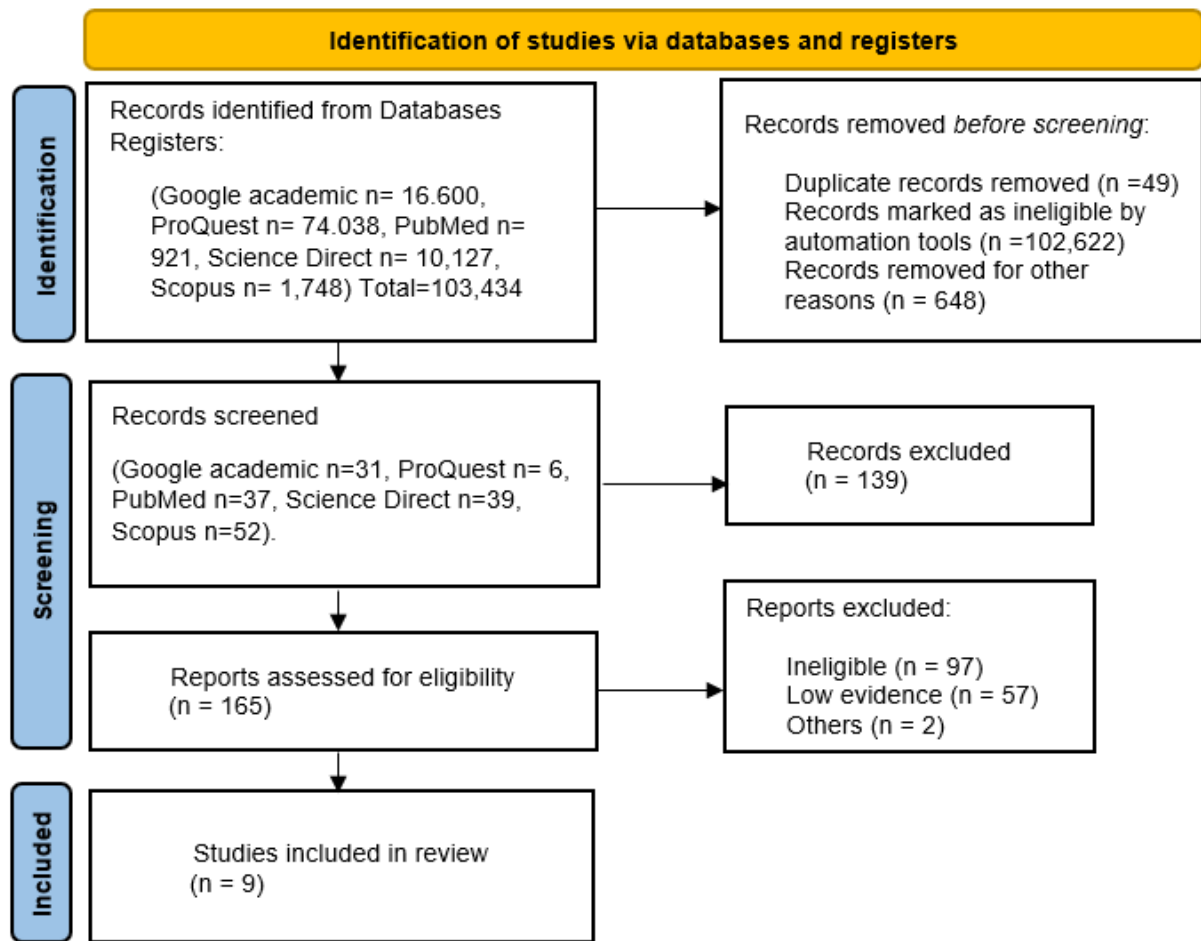 Identification of studies via databases and registers
Identification
Records identified from Databases
Registers:
(Google academic n= 16.600,
ProQuest n= 74.038, PubMed n=
921, Science Direct n= 10,127,
Scopus n= 1,748) Total=103,434
Records removed before screening:
Duplicate records removed (n =49)
Records marked as ineligible by
automation tools (n =102,622)
Records removed for other
reasons (n = 648)
Screening
Records screened
(Google academic n=31, ProQuest n= 6,
PubMed n=37, Science Direct n=39,
Scopus n=52).
Records excluded
(n = 139)
Reports assessed for eligibility
(n = 165)
Reports excluded:
Ineligible (n = 97)
Low evidence (n = 57)
Others (n = 2)
Included
Studies included in review
(n = 9)